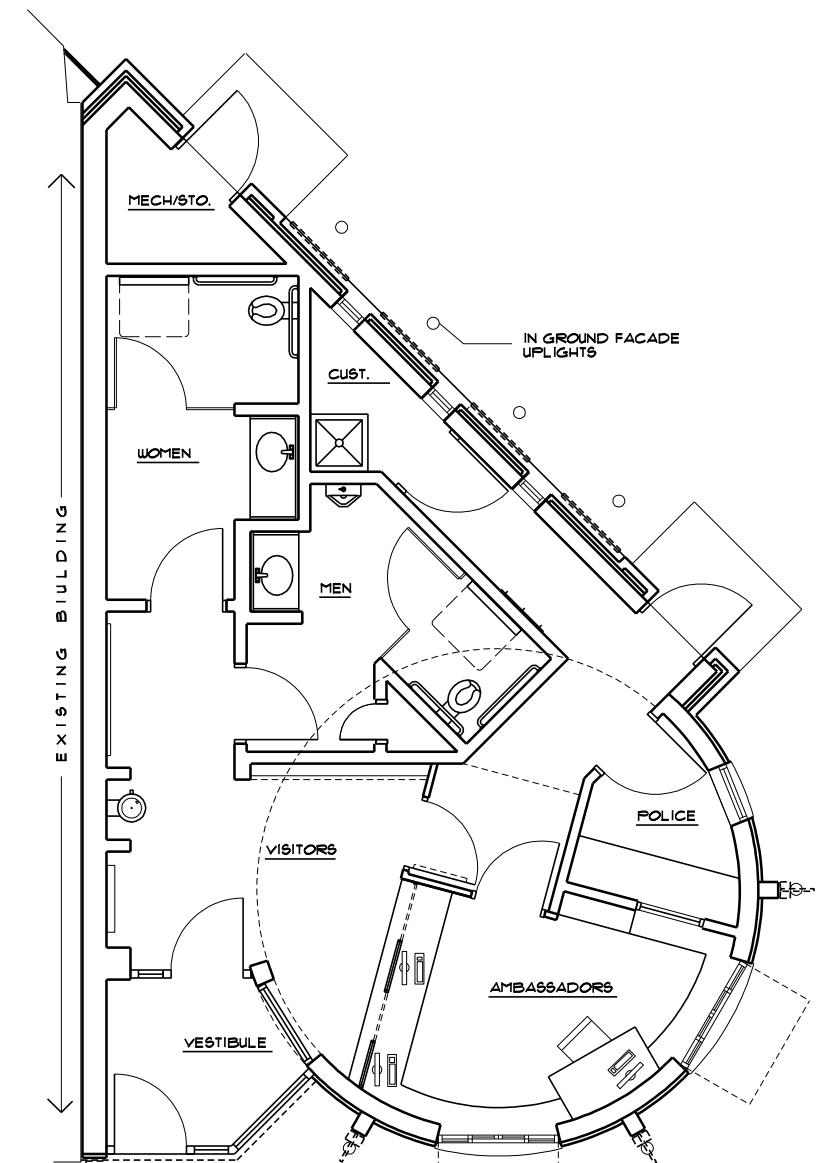 MECH/STO.
IN GROUND FACADE
UPLIGHTS
CUST.
WOMEN
EXISTING BIULDING
MEN
POLICE
VISITORS
AMBASSADORS
VESTIBULE